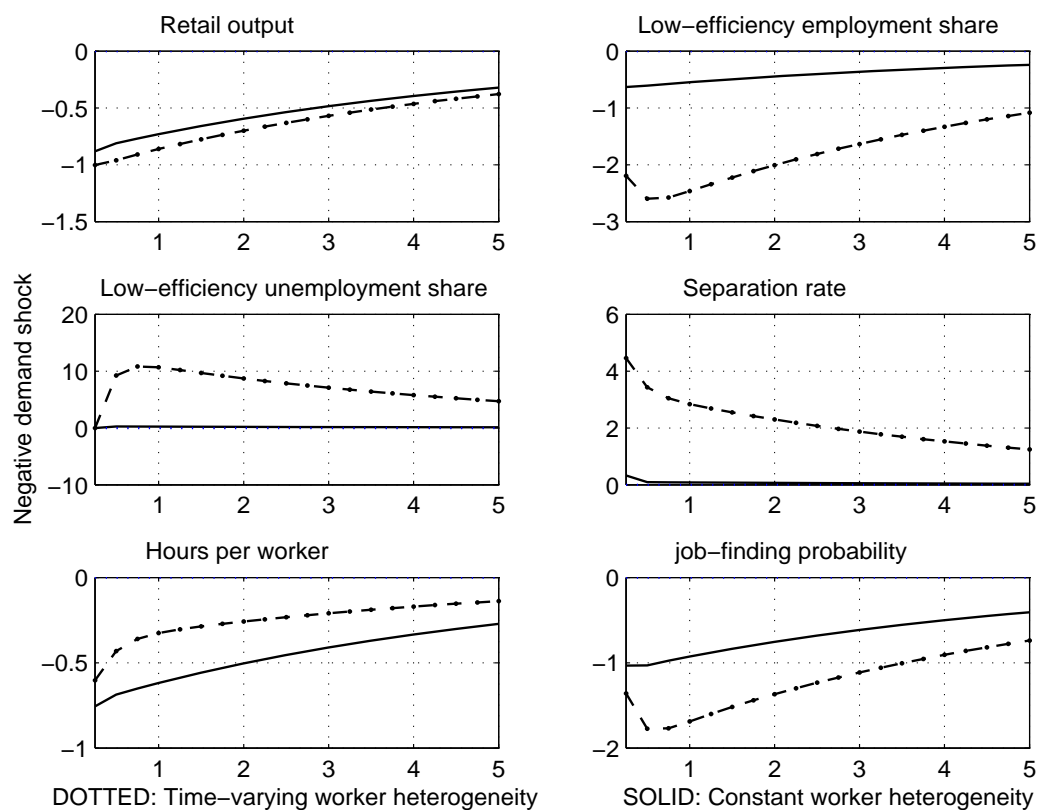 Retail output
0
−0.5
−1
−1.5
1 2 3 4 5
Low−efficiency employment share
0
−1
−2
−3
1 2 3 4 5
Negative demand shock
Low−efficiency unemployment share
20
10
0
−10
1 2 3 4 5
Separation rate
6
4
2
0
1 2 3 4 5
Hours per worker
0
−0.5
−1
1 2 3 4 5
DOTTED: Time−varying worker heterogeneity
job−finding probability
0
−1
−2
1 2 3 4 5
SOLID: Constant worker heterogeneity